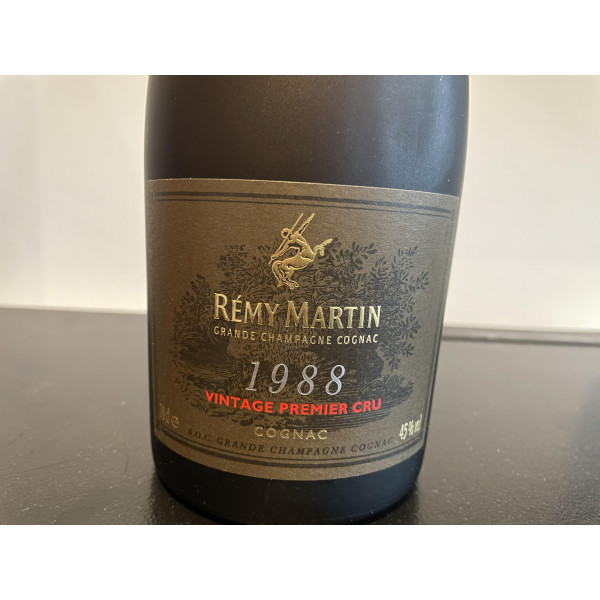 RÉMY MARTIN
GRANDE CHAMPAGNE COGNAC
1988
VINTAGE PREMIER CRU
70cl e
COGNAC
45% vol
A.O.C. GRANDE CHAMPAGNE COGNAC